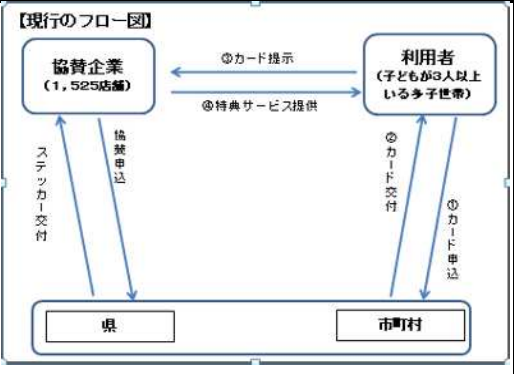 【現行のフロー図】
協賛企業
(1,525店舗)
③カード提示
④特典サービス提供
利用者
(子どもが3人以上
いる多子世帯)
ステッカー交付
協賛申込
②カード交付
①カード申込
県
市町村